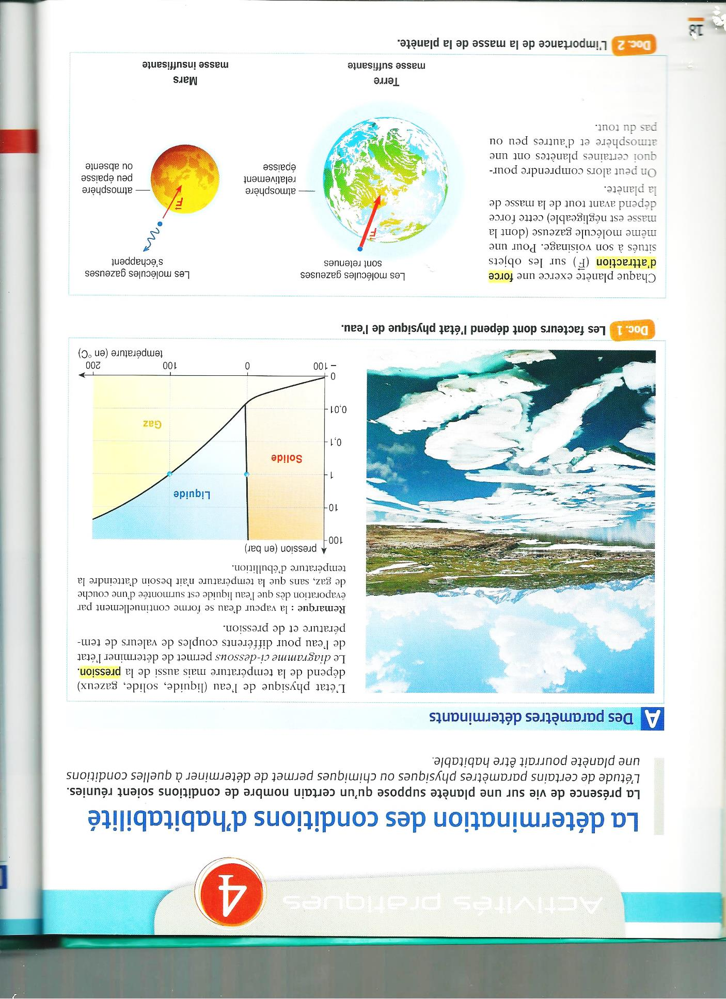 Activités pratiques
4
La détermination des conditions d'habitabilité
La présence de vie sur une planète suppose qu'un certain nombre de conditions soient réunies.
L'étude de certains paramètres physiques ou chimiques permet de déterminer à quelles conditions
une planète pourrait être habitable.
A Des paramètres déterminants
L'état physique de l'eau (liquide, solide, gazeux)
dépend de la température mais aussi de la pression.
Le diagramme ci-dessous permet de déterminer l'état
de l'eau pour différents couples de valeurs de tem-
pérature et de pression.
Remarque : la vapeur d'eau se forme continuellement par
évaporation dès que l'eau liquide est surmontée d'une couche
de gaz, sans que la température n'ait besoin d'atteindre la
température d'ébullition.
pression (en bar)
100
10
1
0,1
0,01
0
Liquide
Solide
Gaz
– 100
0
100
200
température (en °C)
Doc. 1 Les facteurs dont dépend l'état physique de l'eau.
Chaque planète exerce une force
d'attraction (F) sur les objets
situés à son voisinage. Pour une
même molécule gazeuse (dont la
masse est négligeable) cette force
dépend avant tout de la masse de
la planète.
On peut alors comprendre pour-
quoi certaines planètes ont une
atmosphère et d'autres peu ou
pas du tout.
Les molécules gazeuses
sont retenues
F
atmosphère
relativement
épaisse
Terre
masse suffisante
Les molécules gazeuses
s'échappent
F
atmosphère
peu épaisse
ou absente
Mars
masse insuffisante
Doc. 2 L'importance de la masse de la planète.
18